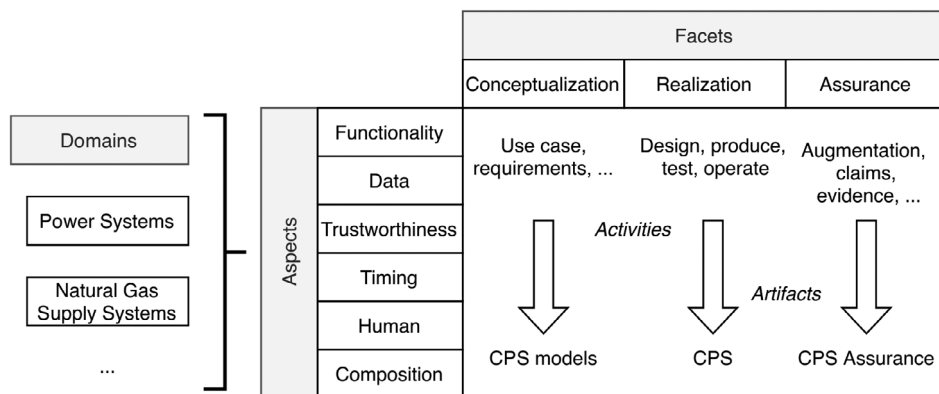 Facets
Conceptualization
Realization
Assurance
Domains
Power Systems
Natural Gas
Supply Systems
...
Aspects
Functionality
Data
Trustworthiness
Timing
Human
Composition
Use case,
requirements, ...
Design, produce,
test, operate
Augmentation,
claims,
evidence, ...
Activities
Artifacts
CPS models
CPS
CPS Assurance